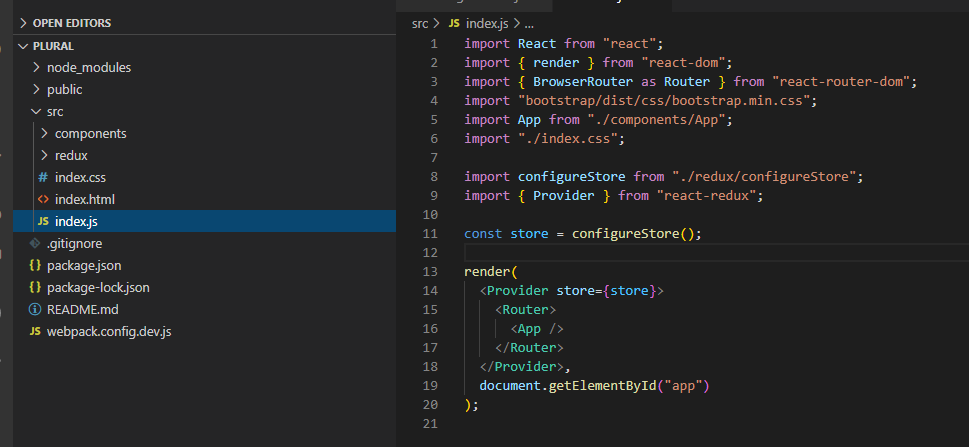 OPEN EDITORS
PLURAL
node_modules
public
src
components
redux
# index.css
<> index.html
JS index.js
.gitignore
{} package.json
{} package-lock.json
README.md
JS webpack.config.dev.js
src > JS index.js > ...
1 import React from "react";
2 import { render } from "react-dom";
3 import { BrowserRouter as Router } from "react-router-dom";
4 import "bootstrap/dist/css/bootstrap.min.css";
5 import App from "./components/App";
6 import "./index.css";
7
8 import configureStore from "./redux/configureStore";
9 import { Provider } from "react-redux";
10
11 const store = configureStore();
12
13 render(
14 <Provider store={store}>
15 <Router>
16 <App />
17 </Router>
18 </Provider>,
19 document.getElementById("app")
20 );
21